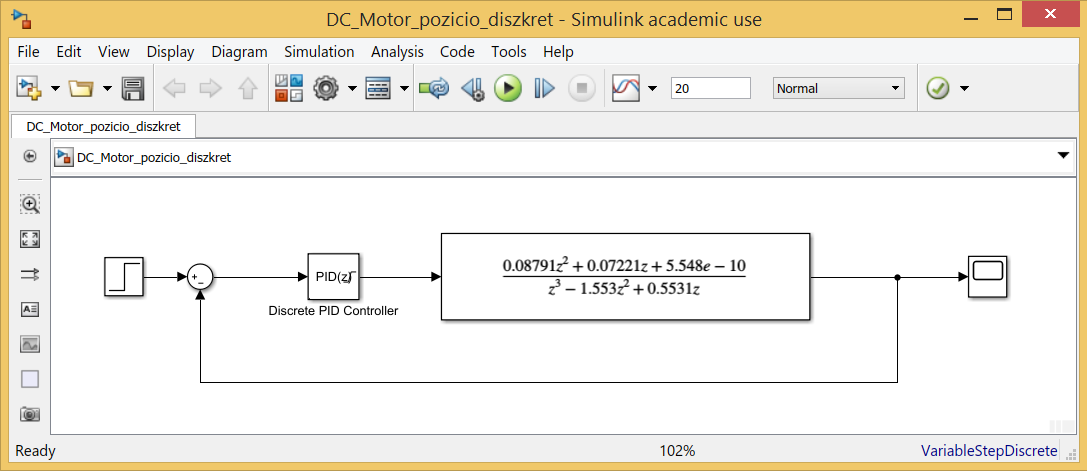 DC_Motor_pozicio_diszkret - Simulink academic use
File Edit View Display Diagram Simulation Analysis Code Tools Help
20 Normal
DC_Motor_pozicio_diszkret
DC_Motor_pozicio_diszkret
+
−
PID(z)
Discrete PID Controller
0.08791z² + 0.07221z + 5.548e − 10
z³ − 1.553z² + 0.5531z
Ready 102% VariableStepDiscrete